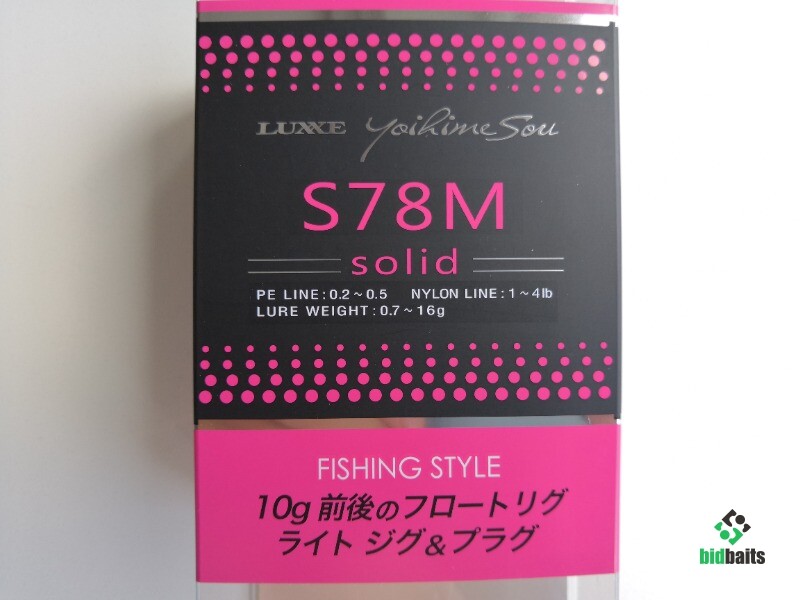 LUXXE Yoihime Sou
S78M
solid
PE LINE:0.2~0.5 NYLON LINE:1~4lb
LURE WEIGHT:0.7~16g
FISHING STYLE
10g 前後のフロートリグ
ライト ジグ&プラグ
bidbaits